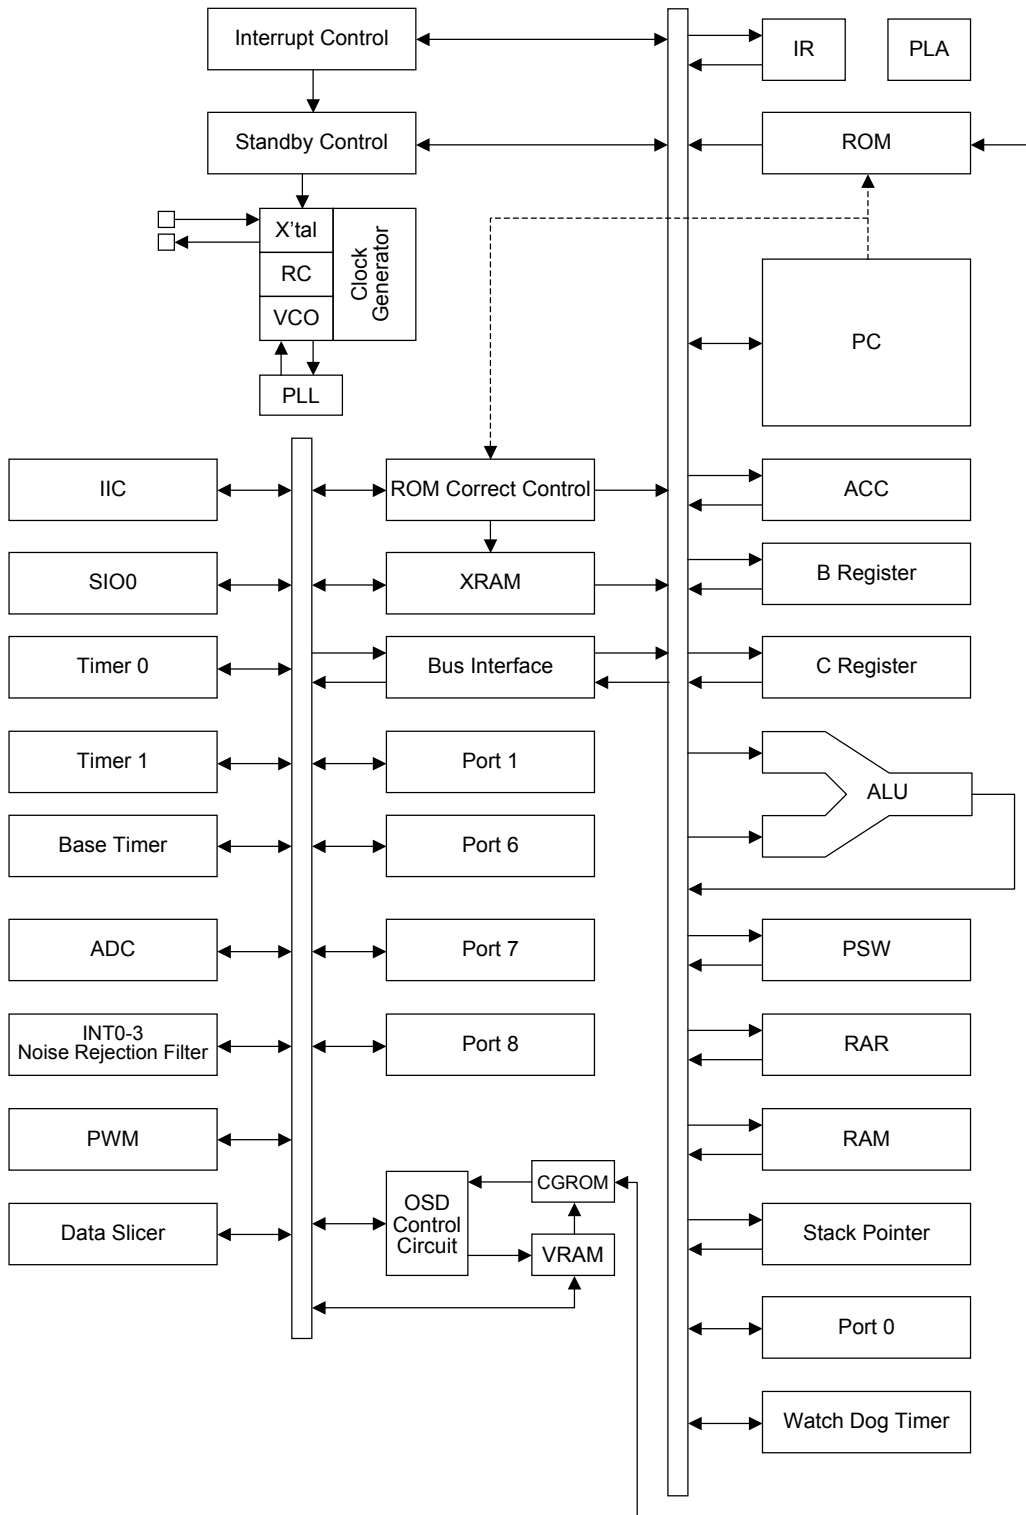 Interrupt Control
IR
PLA
Standby Control
ROM
X'tal
RC
VCO
Clock
Generator
PC
PLL
IIC
ROM Correct Control
ACC
SIO0
XRAM
B Register
Timer 0
Bus Interface
C Register
Timer 1
Port 1
ALU
Base Timer
Port 6
ADC
Port 7
PSW
INT0-3
Noise Rejection Filter
Port 8
RAR
PWM
RAM
OSD
Control
Circuit
CGROM
VRAM
Data Slicer
Stack Pointer
Port 0
Watch Dog Timer